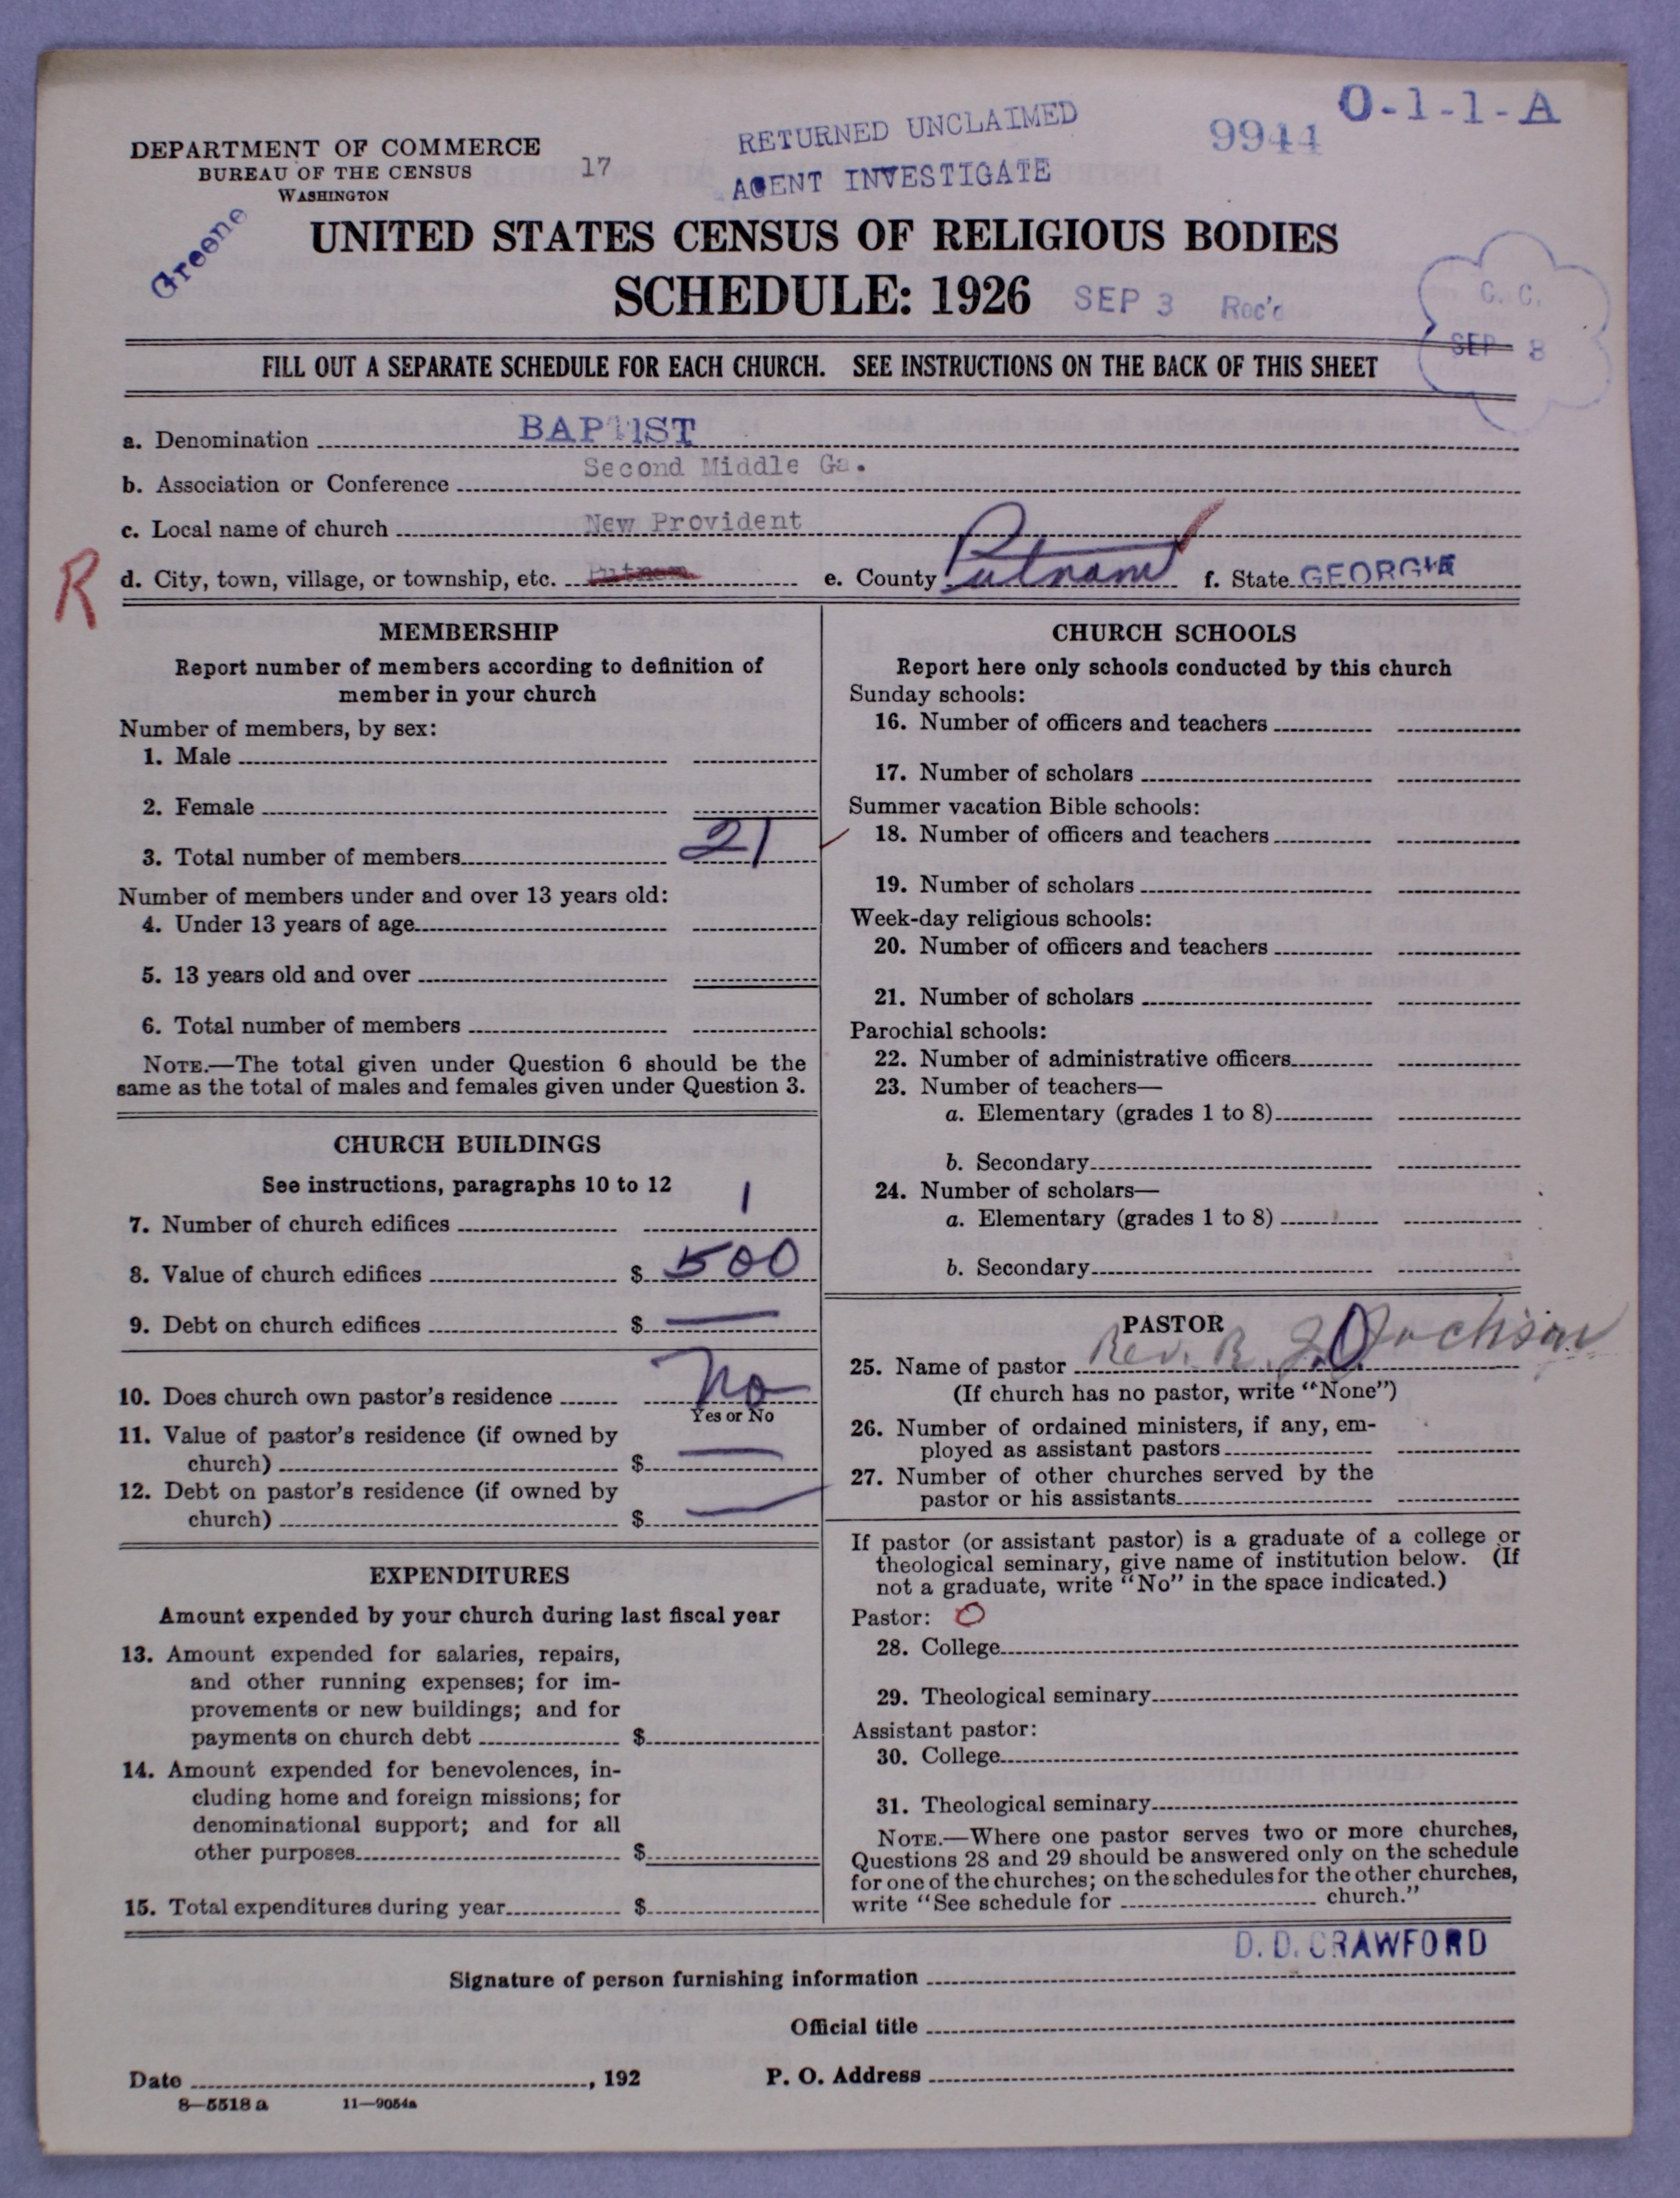 O-1-1-A
9944
RETURNED UNCLAIMED
AGENT INVESTIGATE
DEPARTMENT OF COMMERCE
BUREAU OF THE CENSUS
WASHINGTON
17
Greene
UNITED STATES CENSUS OF RELIGIOUS BODIES
SCHEDULE: 1926
SEP 3 Rec'd
C. C.
SEP 8
FILL OUT A SEPARATE SCHEDULE FOR EACH CHURCH. SEE INSTRUCTIONS ON THE BACK OF THIS SHEET
a. Denomination BAPTIST
b. Association or Conference Second Middle Ga.
c. Local name of church New Provident
R
d. City, town, village, or township, etc. Putnam e. County Putnam f. State GEORGIA
MEMBERSHIP
Report number of members according to definition of
member in your church
Number of members, by sex:
1. Male
2. Female
3. Total number of members 21
Number of members under and over 13 years old:
4. Under 13 years of age
5. 13 years old and over
6. Total number of members
NOTE.—The total given under Question 6 should be the
same as the total of males and females given under Question 3.
CHURCH BUILDINGS
See instructions, paragraphs 10 to 12
7. Number of church edifices 1
8. Value of church edifices $ 500
9. Debt on church edifices $ —
10. Does church own pastor's residence No
Yes or No
11. Value of pastor's residence (if owned by
church) $ —
12. Debt on pastor's residence (if owned by
church) $ —
EXPENDITURES
Amount expended by your church during last fiscal year
13. Amount expended for salaries, repairs,
and other running expenses; for im-
provements or new buildings; and for
payments on church debt $
14. Amount expended for benevolences, in-
cluding home and foreign missions; for
denominational support; and for all
other purposes $
15. Total expenditures during year $
CHURCH SCHOOLS
Report here only schools conducted by this church
Sunday schools:
16. Number of officers and teachers
17. Number of scholars
Summer vacation Bible schools:
18. Number of officers and teachers
19. Number of scholars
Week-day religious schools:
20. Number of officers and teachers
21. Number of scholars
Parochial schools:
22. Number of administrative officers
23. Number of teachers—
a. Elementary (grades 1 to 8)
b. Secondary
24. Number of scholars—
a. Elementary (grades 1 to 8)
b. Secondary
PASTOR
25. Name of pastor Rev. R.
(If church has no pastor, write "None")
26. Number of ordained ministers, if any, em-
ployed as assistant pastors
27. Number of other churches served by the
pastor or his assistants
If pastor (or assistant pastor) is a graduate of a college or
theological seminary, give name of institution below. (If
not a graduate, write "No" in the space indicated.)
Pastor: O
28. College
29. Theological seminary
Assistant pastor:
30. College
31. Theological seminary
NOTE.—Where one pastor serves two or more churches,
Questions 28 and 29 should be answered only on the schedule
for one of the churches; on the schedules for the other churches,
write "See schedule for church."
D. D. CRAWFORD
Signature of person furnishing information
Official title
Date , 192 P. O. Address
8—5518 a 11—9054a